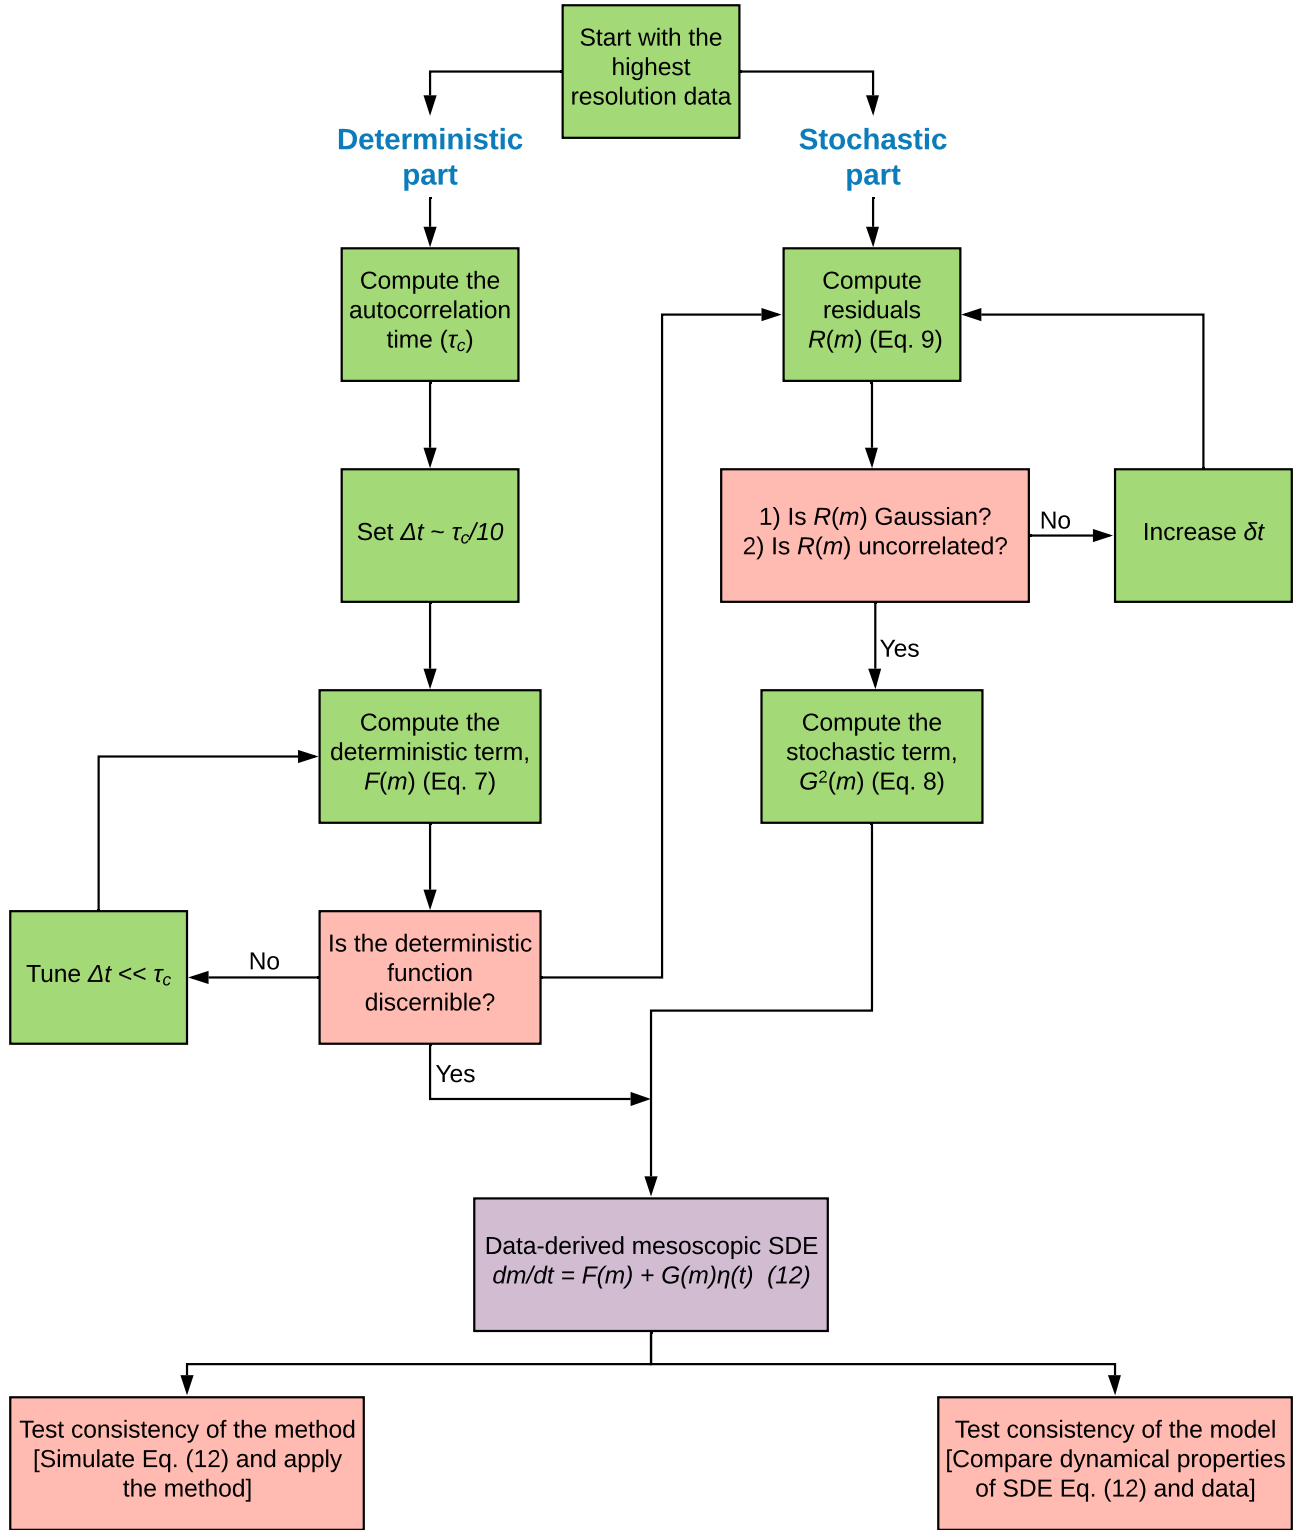 Start with the
highest
resolution data
Deterministic
part
Stochastic
part
Compute the
autocorrelation
time (τc)
Compute
residuals
R(m) (Eq. 9)
Set Δt ~ τc/10
1) Is R(m) Gaussian?
2) Is R(m) uncorrelated?
No
Increase δt
Yes
Compute the
deterministic term,
F(m) (Eq. 7)
Compute the
stochastic term,
G²(m) (Eq. 8)
Tune Δt << τc
No
Is the deterministic
function
discernible?
Yes
Data-derived mesoscopic SDE
dm/dt = F(m) + G(m)η(t) (12)
Test consistency of the method
[Simulate Eq. (12) and apply
the method]
Test consistency of the model
[Compare dynamical properties
of SDE Eq. (12) and data]